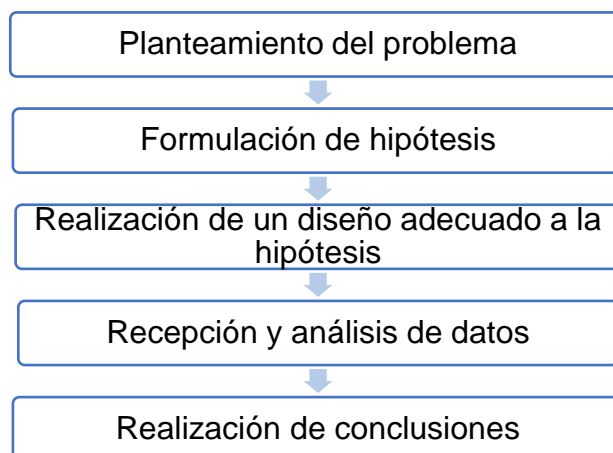 Planteamiento del problema
Formulación de hipótesis
Realización de un diseño adecuado a la
hipótesis
Recepción y análisis de datos
Realización de conclusiones